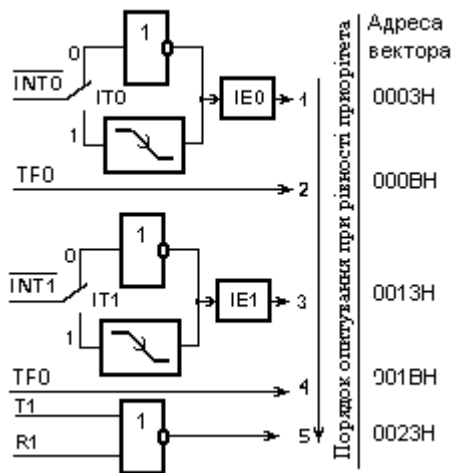 Адреса
вектора
1
0
INT0
IT0
IE0
1
0003H
1
TF0
2
000BH
1
0
INT1
IT1
IE1
3
0013H
1
TF0
4
001BH
T1
1
R1
5
0023H
Порядок опитування при рівності приорітета